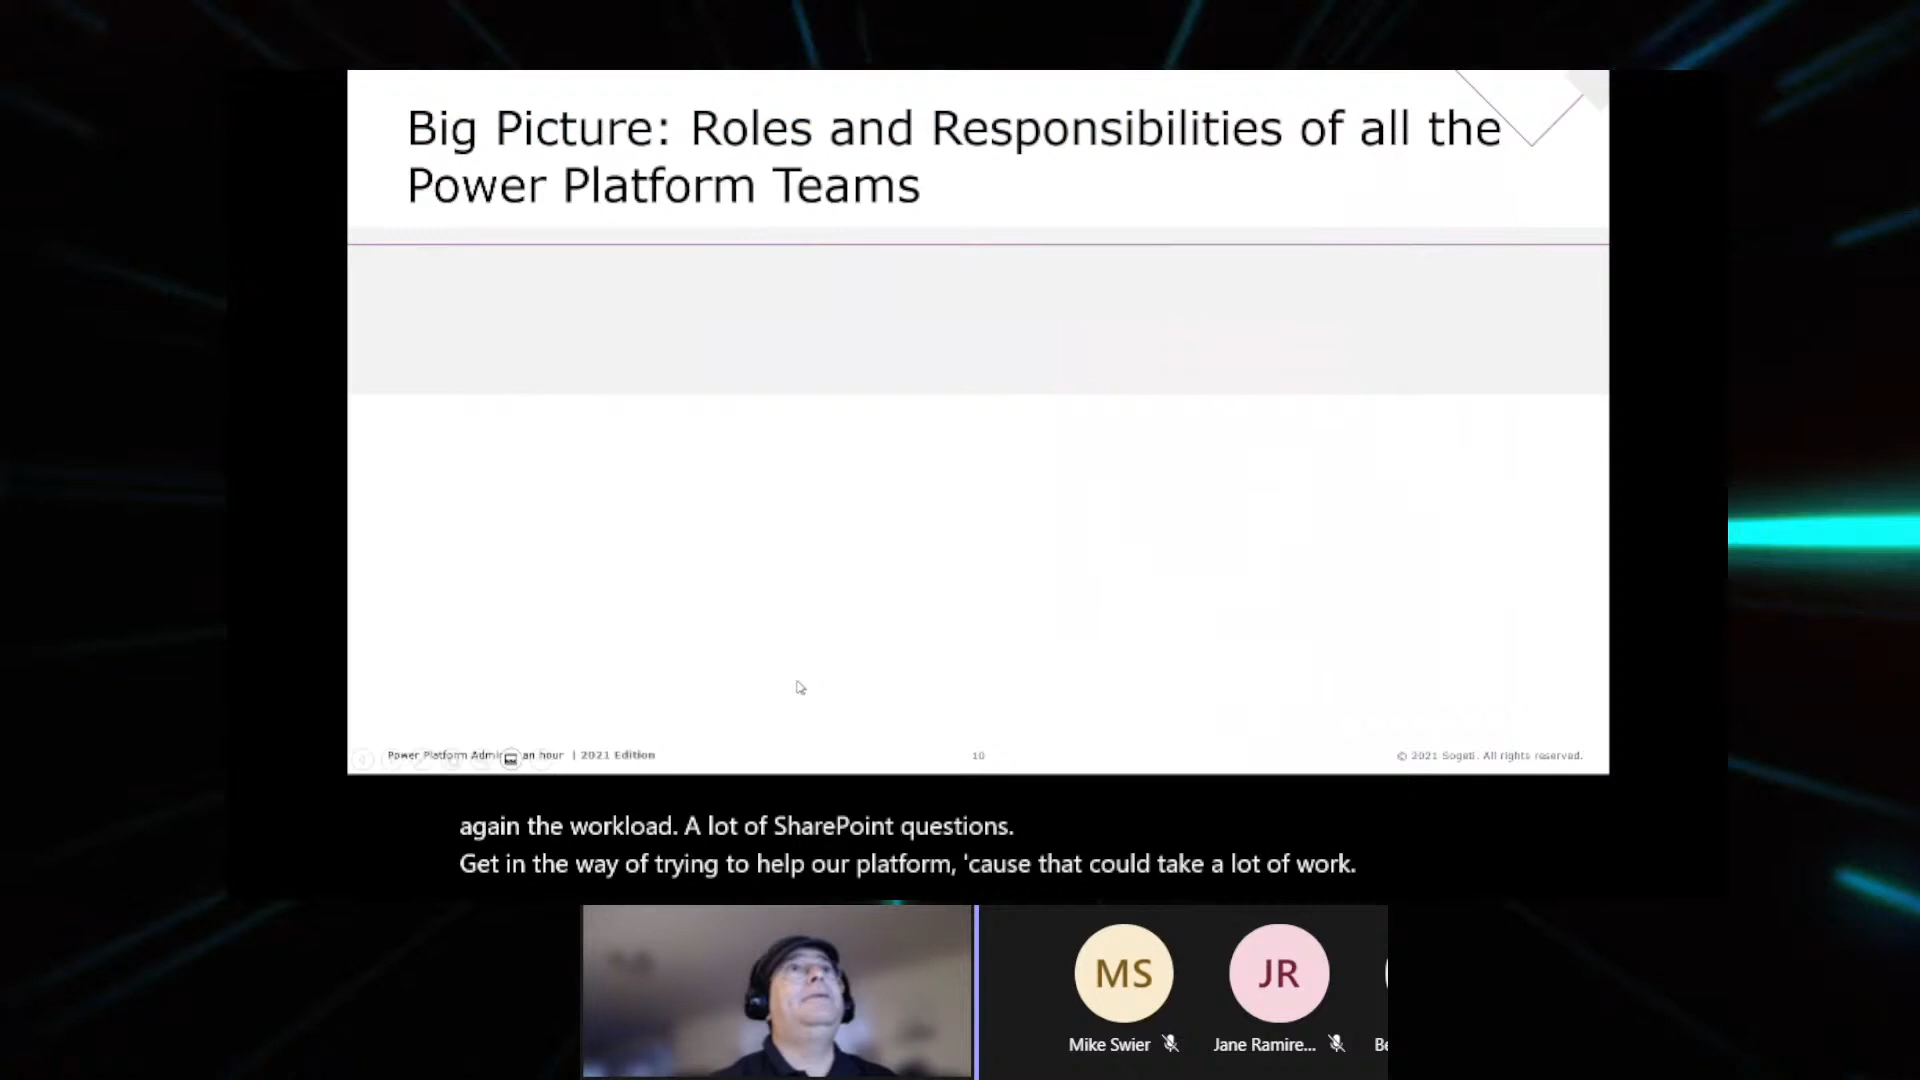 Big Picture: Roles and Responsibilities of all the
Power Platform Teams
Power Platform Admin an hour | 2021 Edition
10
© 2021 Sogeti. All rights reserved.
again the workload. A lot of SharePoint questions.
Get in the way of trying to help our platform, 'cause that could take a lot of work.
MS
JR
Mike Swier
Jane Ramire...
Be